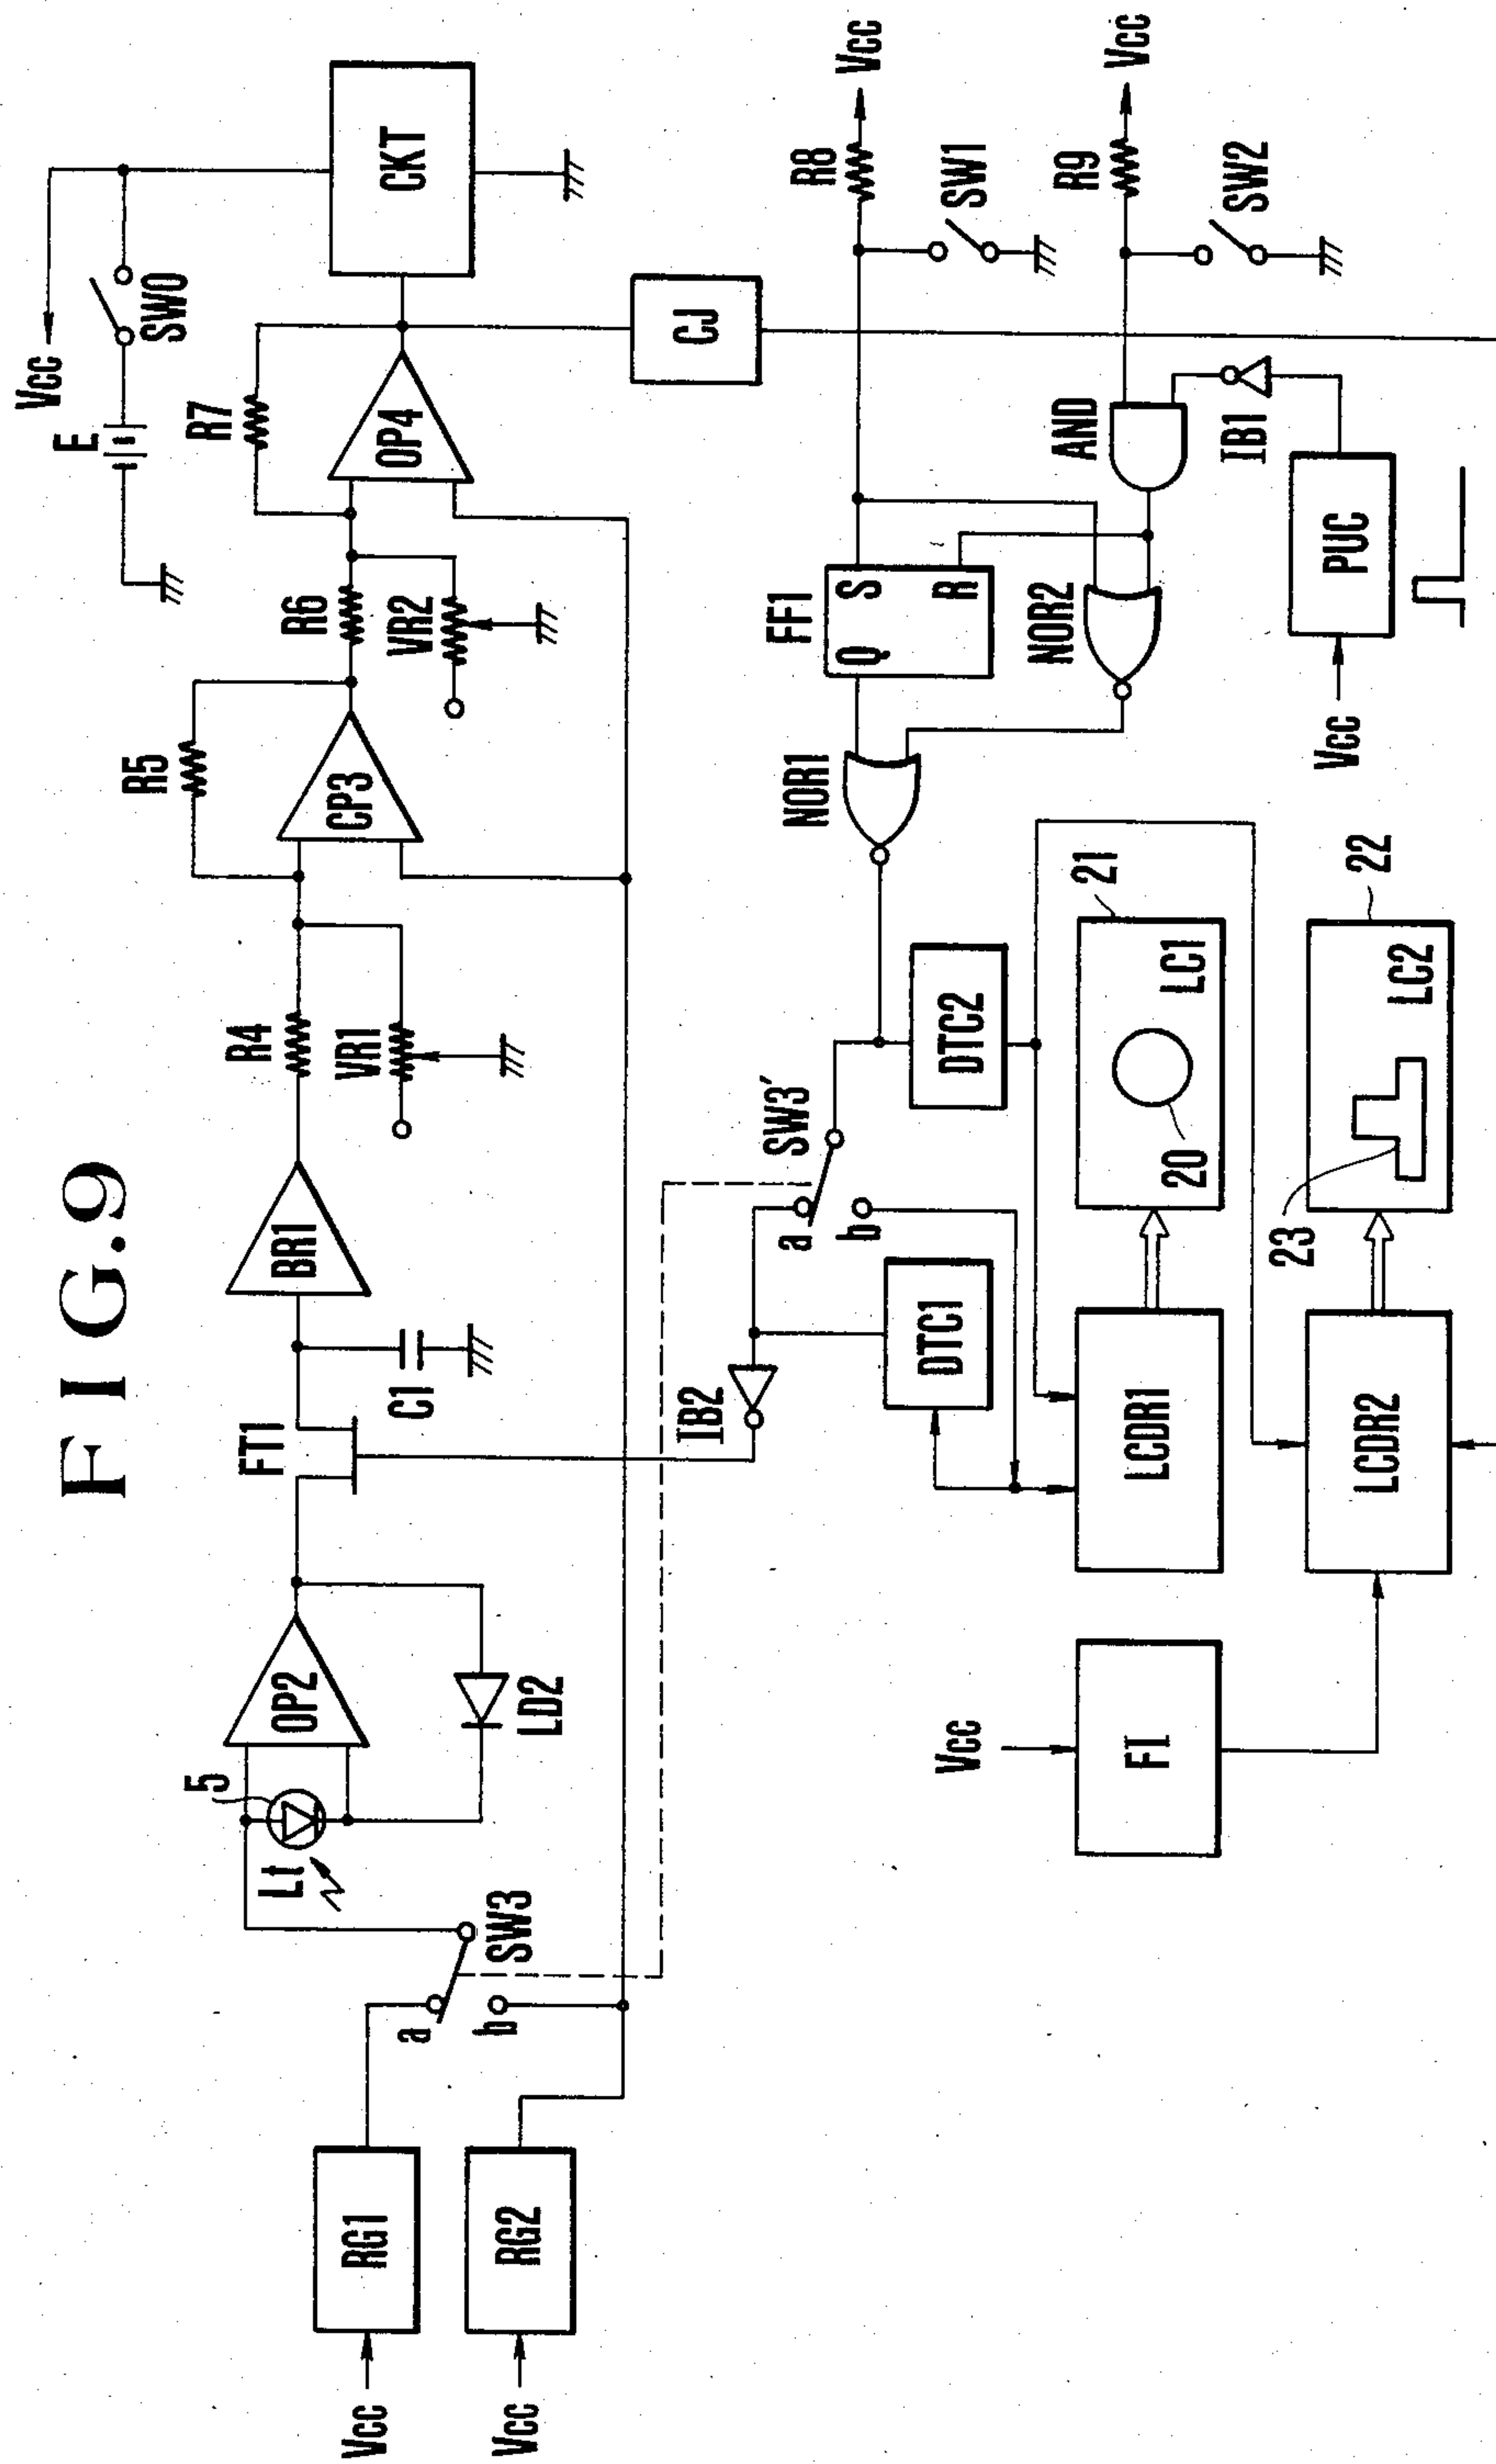 FIG.9
Vcc
E
SW0
R7
R5
R6
OP4
CKT
CP3
VR2
BR1
R4
VR1
FT1
C1
5
OP2
Lt
LD2
RG1
a
SW3
b
Vcc
RG2
Vcc
CJ
R8
Vcc
SW1
FF1
Q
S
R
R9
Vcc
SW2
NOR1
NOR2
AND
IB1
PUC
Vcc
SW3'
a
b
IB2
DTC1
DTC2
21
LCDR1
20
LC1
22
Vcc
FI
LCDR2
23
LC2